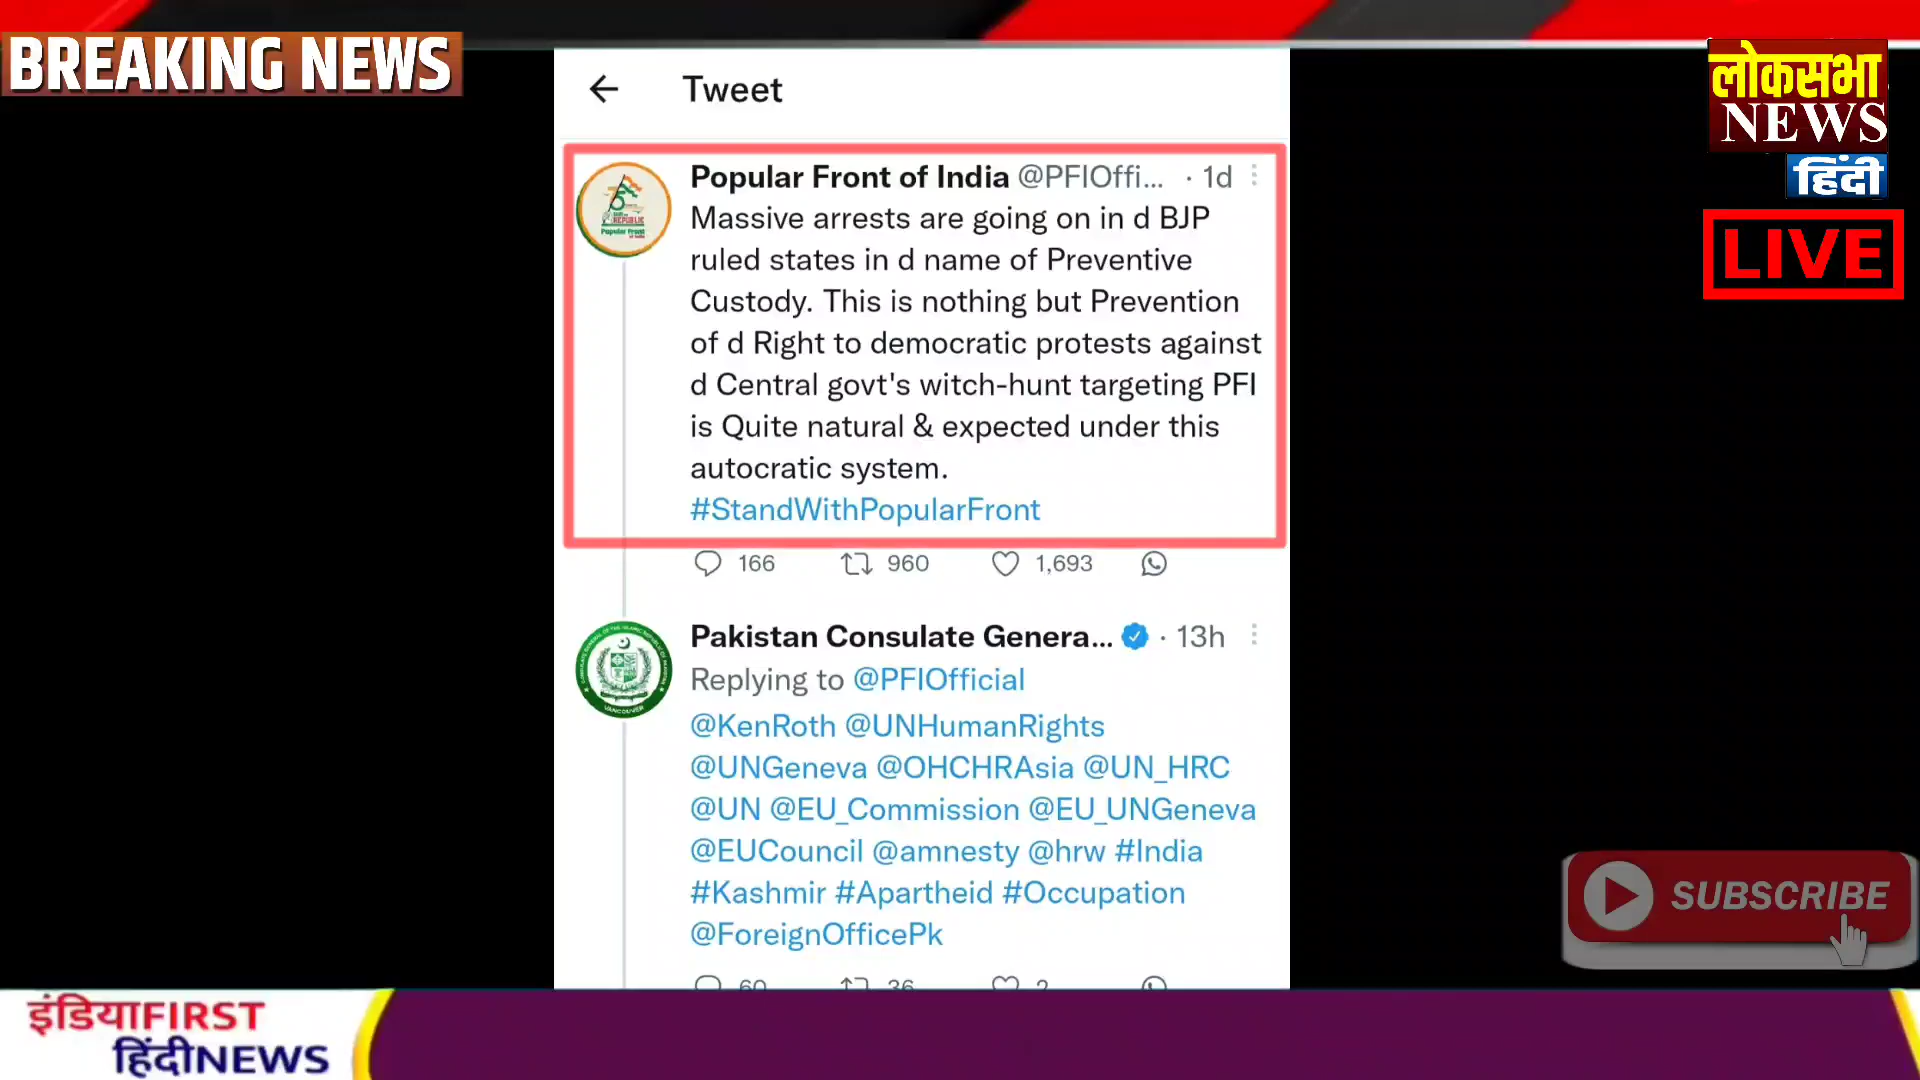 BREAKING NEWS
लोकसभा
NEWS
हिंदी
LIVE
Tweet
Popular Front of India @PFIOffi... · 1d
Massive arrests are going on in d BJP
ruled states in d name of Preventive
Custody. This is nothing but Prevention
of d Right to democratic protests against
d Central govt's witch-hunt targeting PFI
is Quite natural & expected under this
autocratic system.
#StandWithPopularFront
166 960 1,693
Pakistan Consulate Genera... · 13h
Replying to @PFIOfficial
@KenRoth @UNHumanRights
@UNGeneva @OHCHRAsia @UN_HRC
@UN @EU_Commission @EU_UNGeneva
@EUCouncil @amnesty @hrw #India
#Kashmir #Apartheid #Occupation
@ForeignOfficePk
60 36 2
SUBSCRIBE
इंडियाFIRST
हिंदीNEWS